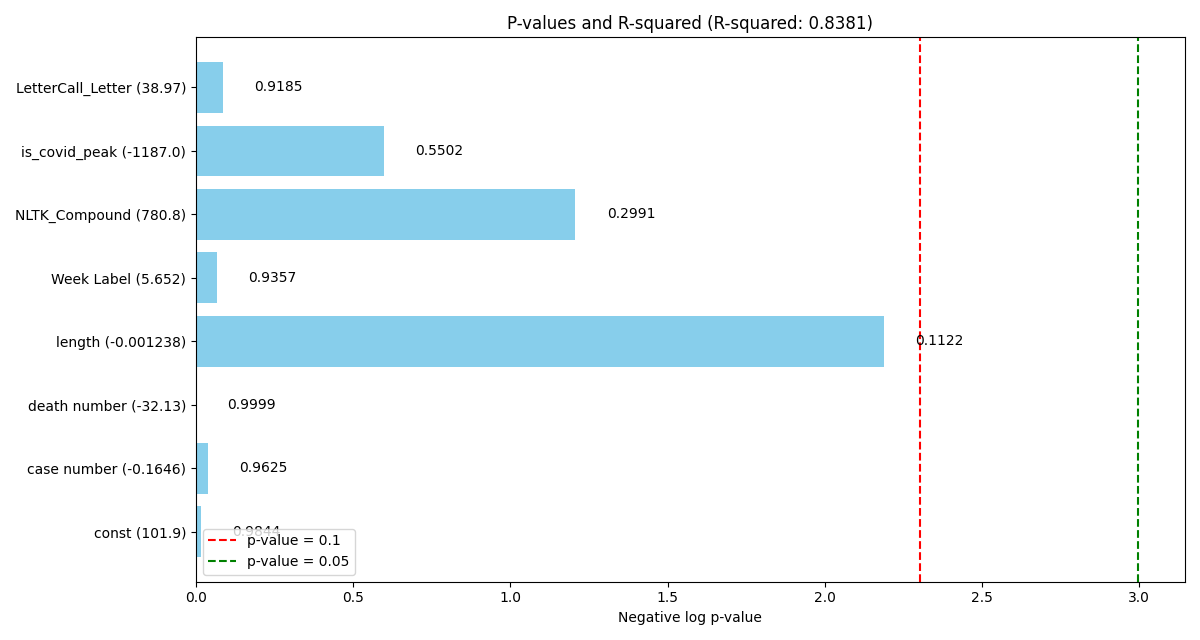 P-values and R-squared (R-squared: 0.8381)
LetterCall_Letter (38.97) 0.9185
is_covid_peak (-1187.0) 0.5502
NLTK_Compound (780.8) 0.2991
Week Label (5.652) 0.9357
length (-0.001238) 0.1122
death number (-32.13) 0.9999
case number (-0.1646) 0.9625
const (101.9) 0.9844
p-value = 0.1
p-value = 0.05
0.0 0.5 1.0 1.5 2.0 2.5 3.0
Negative log p-value